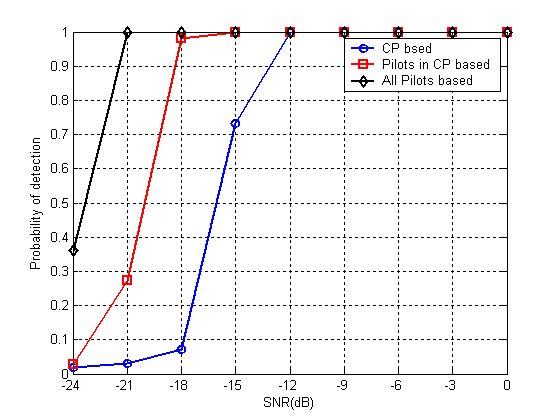 1
0.9
0.8
0.7
0.6
0.5
0.4
0.3
0.2
0.1
0
Probability of detection
CP bsed
Pilots in CP based
All Pilots based
-24 -21 -18 -15 -12 -9 -6 -3 0
SNR(dB)